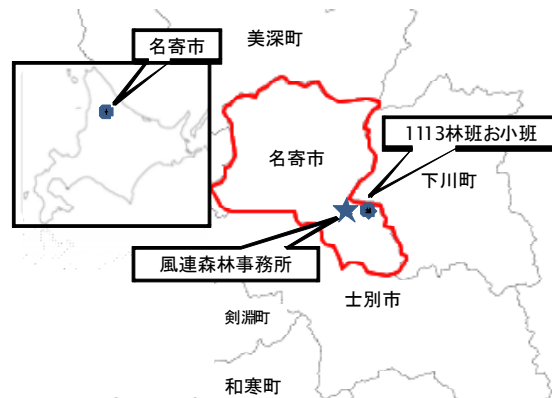 名寄市
美深町
1113林班お小班
名寄市
下川町
風連森林事務所
士別市
剣淵町
和寒町